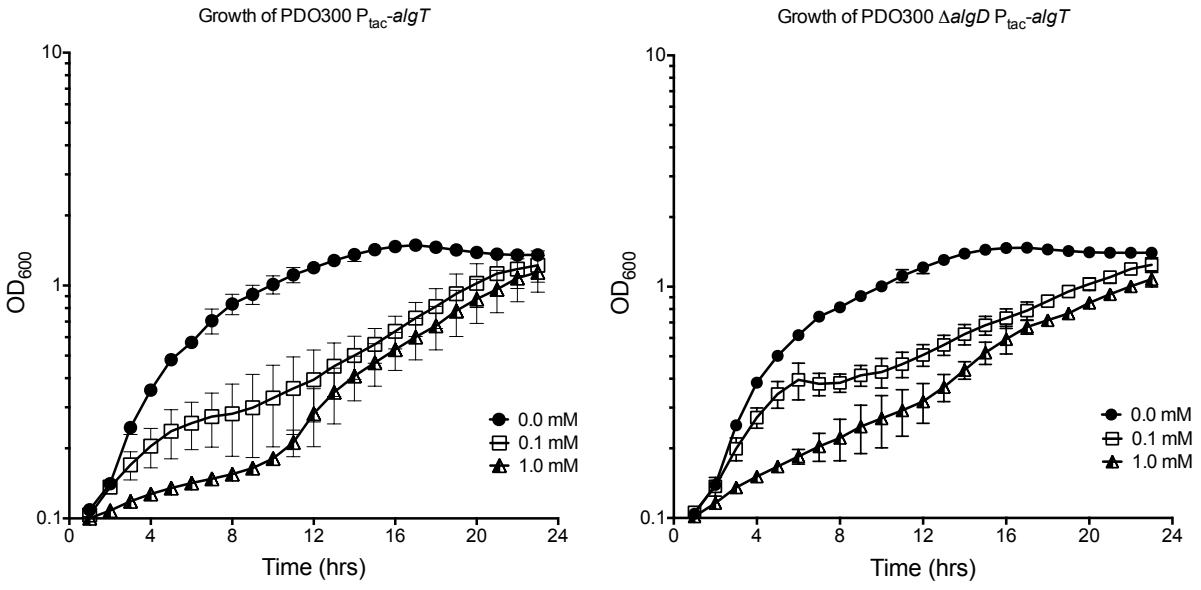 Growth of PDO300 Ptac-algT
10
1
0.1
OD600
0 4 8 12 16 20 24
Time (hrs)
0.0 mM
0.1 mM
1.0 mM
Growth of PDO300 ΔalgD Ptac-algT
10
1
0.1
OD600
0 4 8 12 16 20 24
Time (hrs)
0.0 mM
0.1 mM
1.0 mM